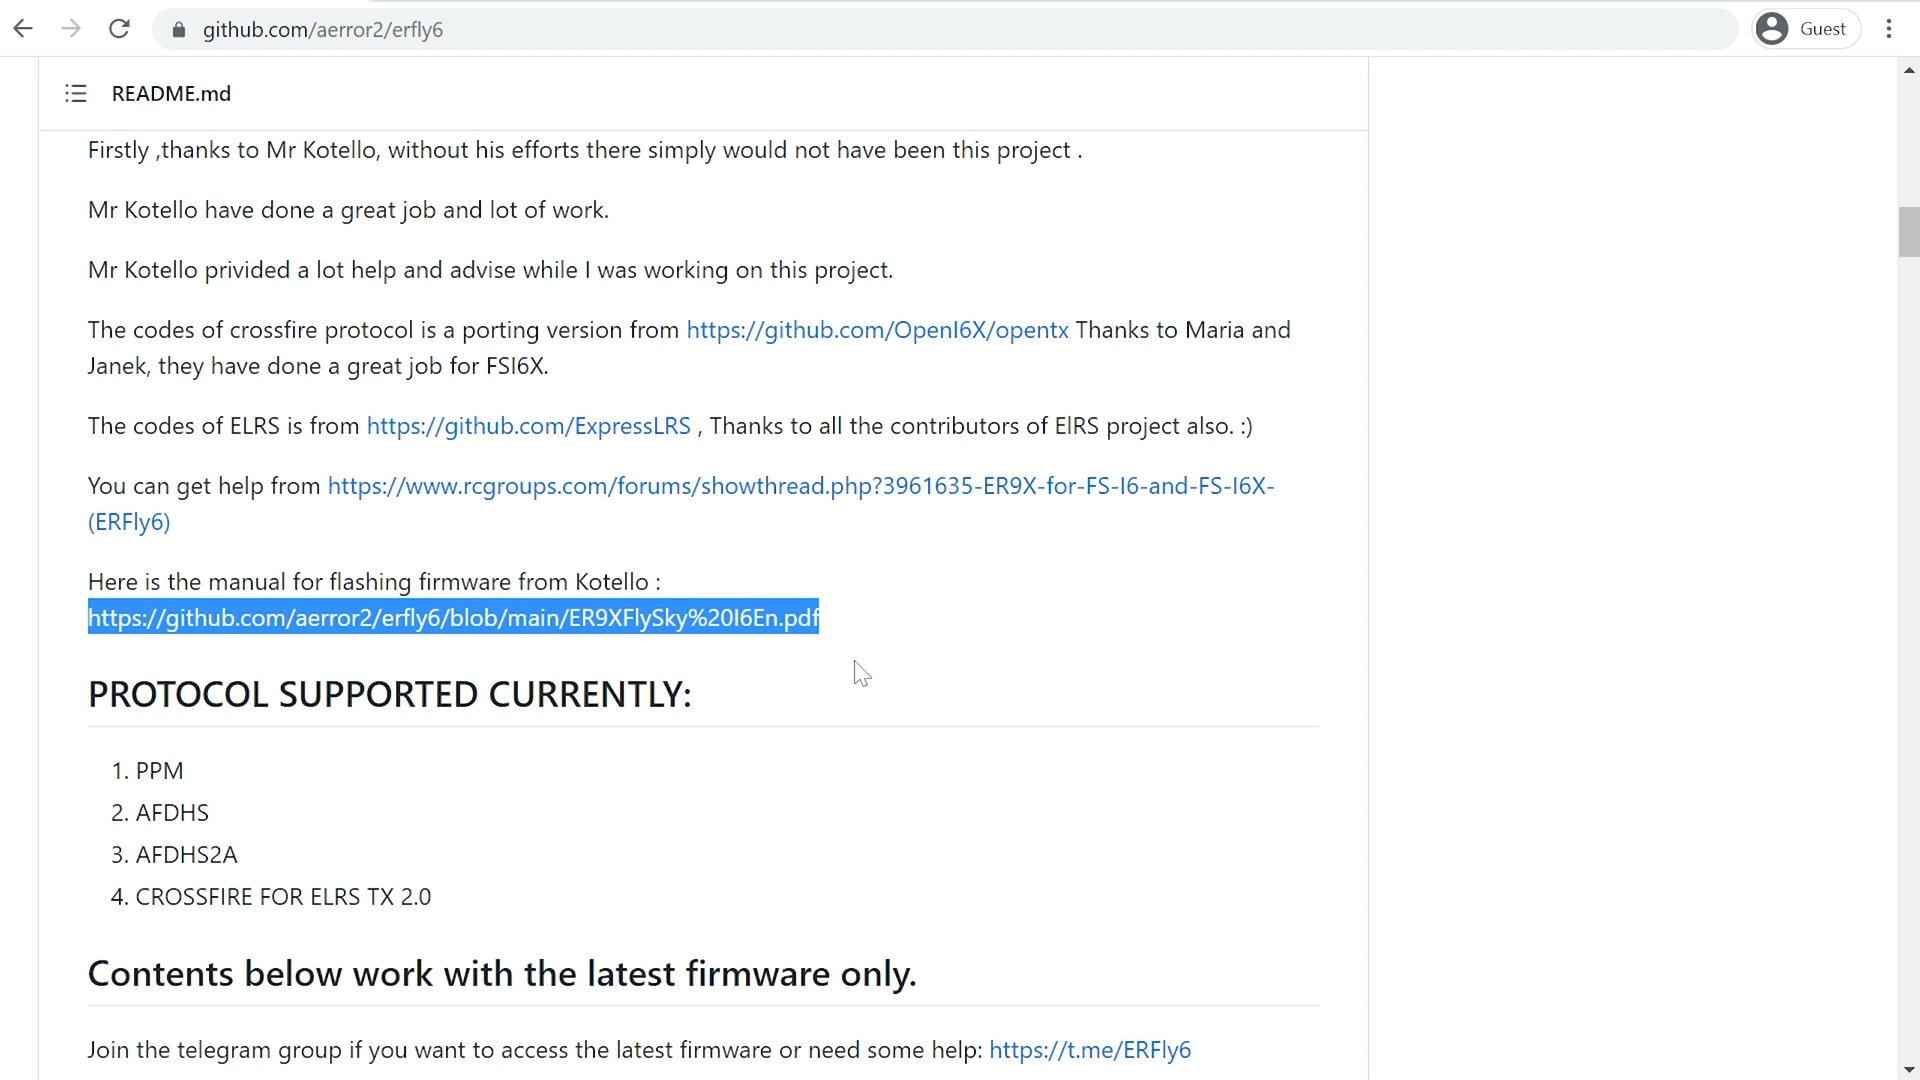 github.com/aerror2/erfly6
Guest
README.md
Firstly ,thanks to Mr Kotello, without his efforts there simply would not have been this project .
Mr Kotello have done a great job and lot of work.
Mr Kotello privided a lot help and advise while I was working on this project.
The codes of crossfire protocol is a porting version from https://github.com/OpenI6X/opentx Thanks to Maria and
Janek, they have done a great job for FSI6X.
The codes of ELRS is from https://github.com/ExpressLRS , Thanks to all the contributors of ElRS project also. :)
You can get help from https://www.rcgroups.com/forums/showthread.php?3961635-ER9X-for-FS-I6-and-FS-I6X-
(ERFly6)
Here is the manual for flashing firmware from Kotello :
https://github.com/aerror2/erfly6/blob/main/ER9XFlySky%20I6En.pdf
PROTOCOL SUPPORTED CURRENTLY:
1. PPM
2. AFDHS
3. AFDHS2A
4. CROSSFIRE FOR ELRS TX 2.0
Contents below work with the latest firmware only.
Join the telegram group if you want to access the latest firmware or need some help: https://t.me/ERFly6